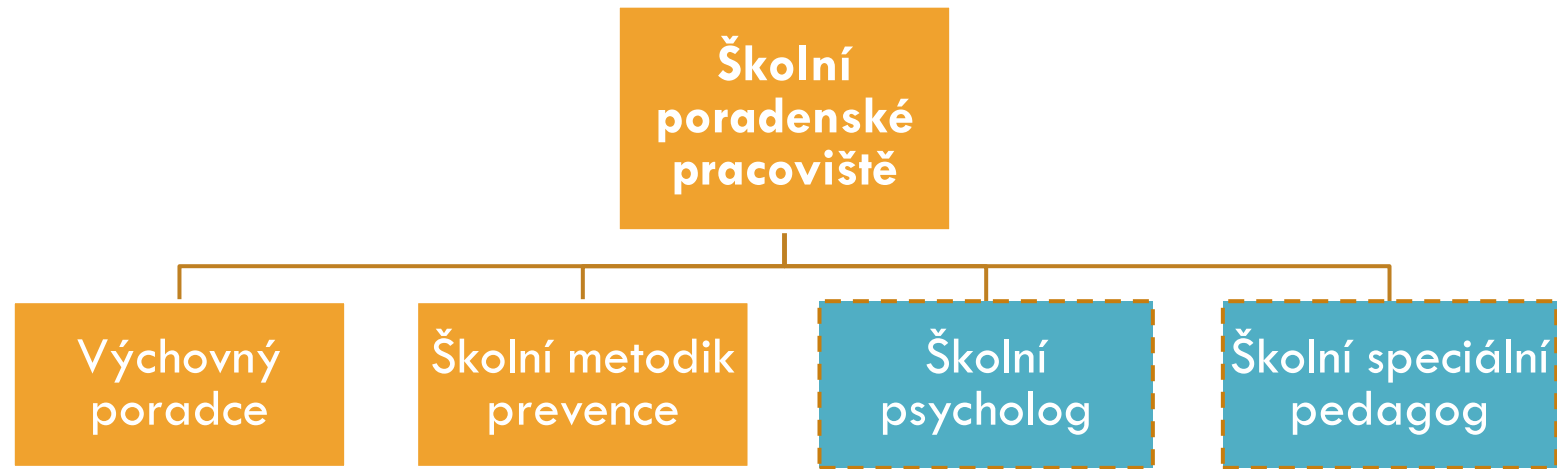 Školní
poradenské
pracoviště
Výchovný
poradce
Školní metodik
prevence
Školní
psycholog
Školní speciální
pedagog